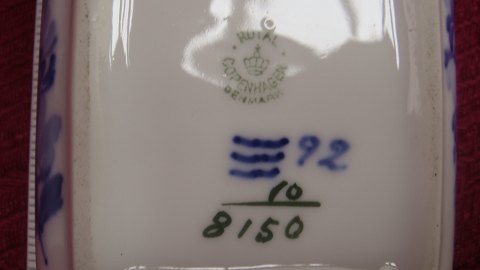 ROYAL
COPENHAGEN
DENMARK
92
10
8150